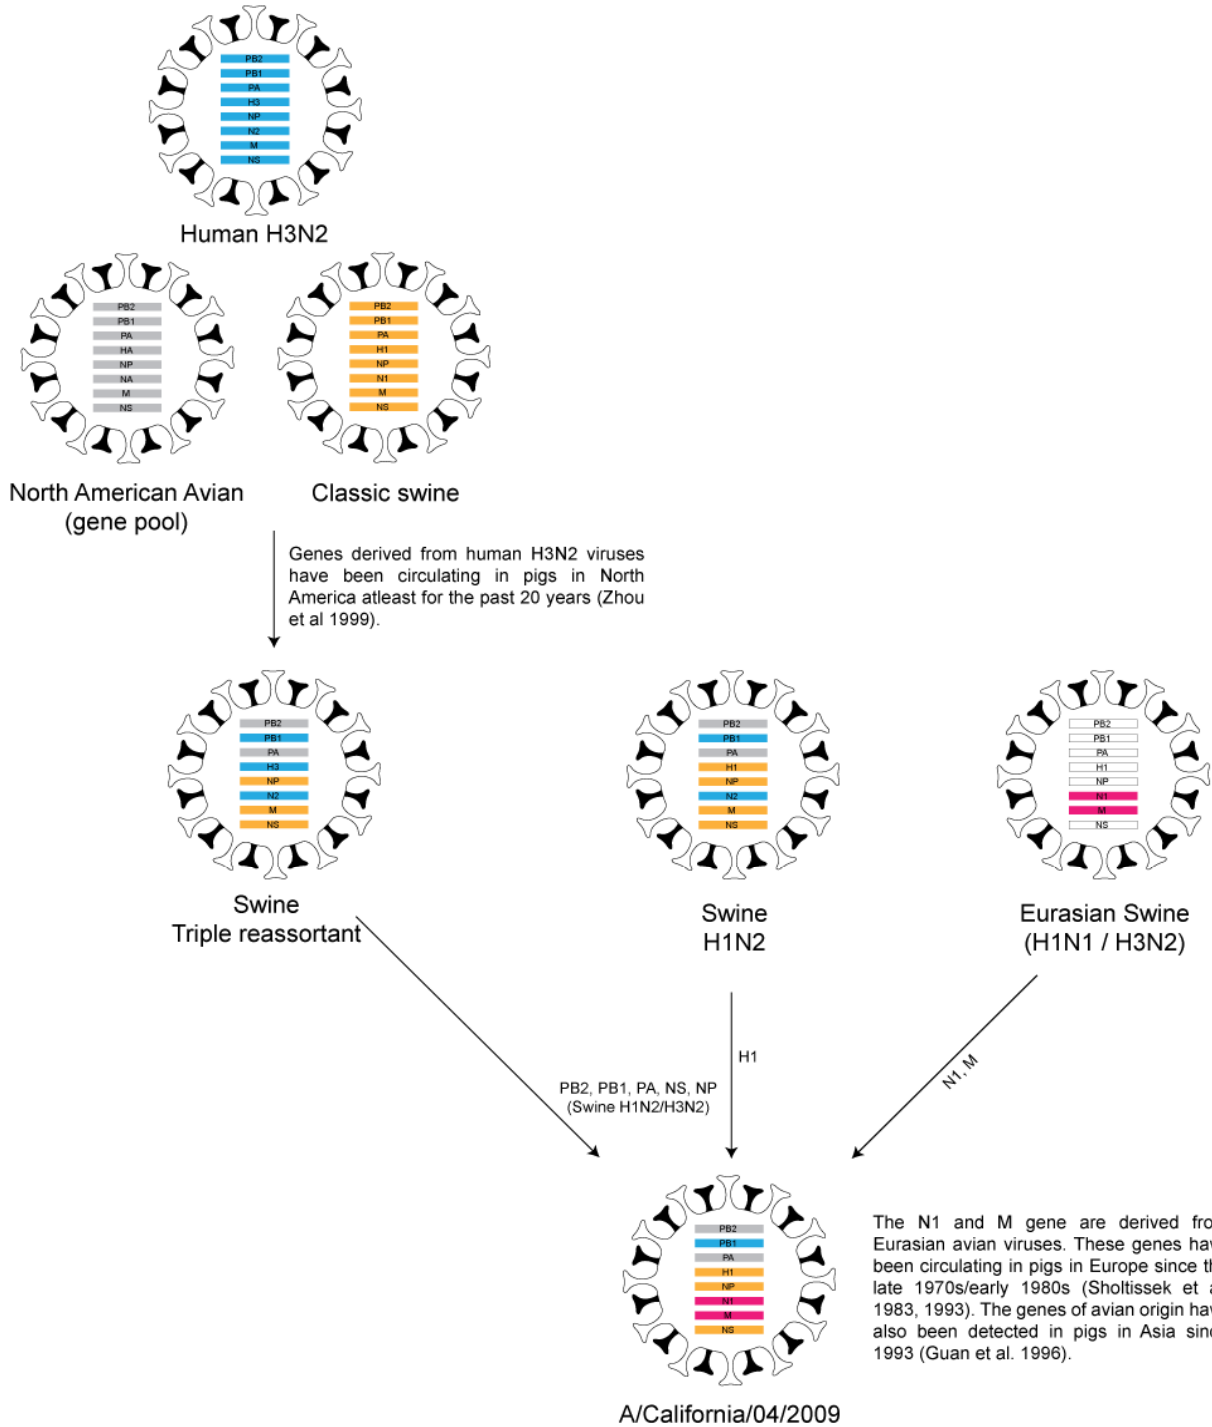 PB2
PB1
PA
H3
NP
N2
M
NS
Human H3N2
PB2
PB1
PA
HA
NP
NA
M
NS
North American Avian
(gene pool)
PB2
PB1
PA
H1
NP
N1
M
NS
Classic swine
Genes derived from human H3N2 viruses
have been circulating in pigs in North
America atleast for the past 20 years (Zhou
et al 1999).
PB2
PB1
PA
H3
NP
N2
M
NS
Swine
Triple reassortant
PB2
PB1
PA
H1
NP
N2
M
NS
Swine
H1N2
PB2
PB1
PA
H1
NP
N1
M
NS
Eurasian Swine
(H1N1 / H3N2)
PB2, PB1, PA, NS, NP
(Swine H1N2/H3N2)
H1
N1, M
PB2
PB1
PA
H1
NP
N1
M
NS
A/California/04/2009
The N1 and M gene are derived fro
Eurasian avian viruses. These genes hav
been circulating in pigs in Europe since th
late 1970s/early 1980s (Sholtissek et a
1983, 1993). The genes of avian origin hav
also been detected in pigs in Asia sinc
1993 (Guan et al. 1996).